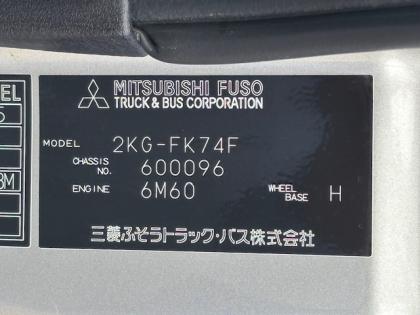 MITSUBISHI FUSO
TRUCK & BUS CORPORATION
MODEL 2KG-FK74F
CHASSIS NO. 600096
ENGINE 6M60 WHEEL BASE H
三菱ふそうトラック・バス株式会社